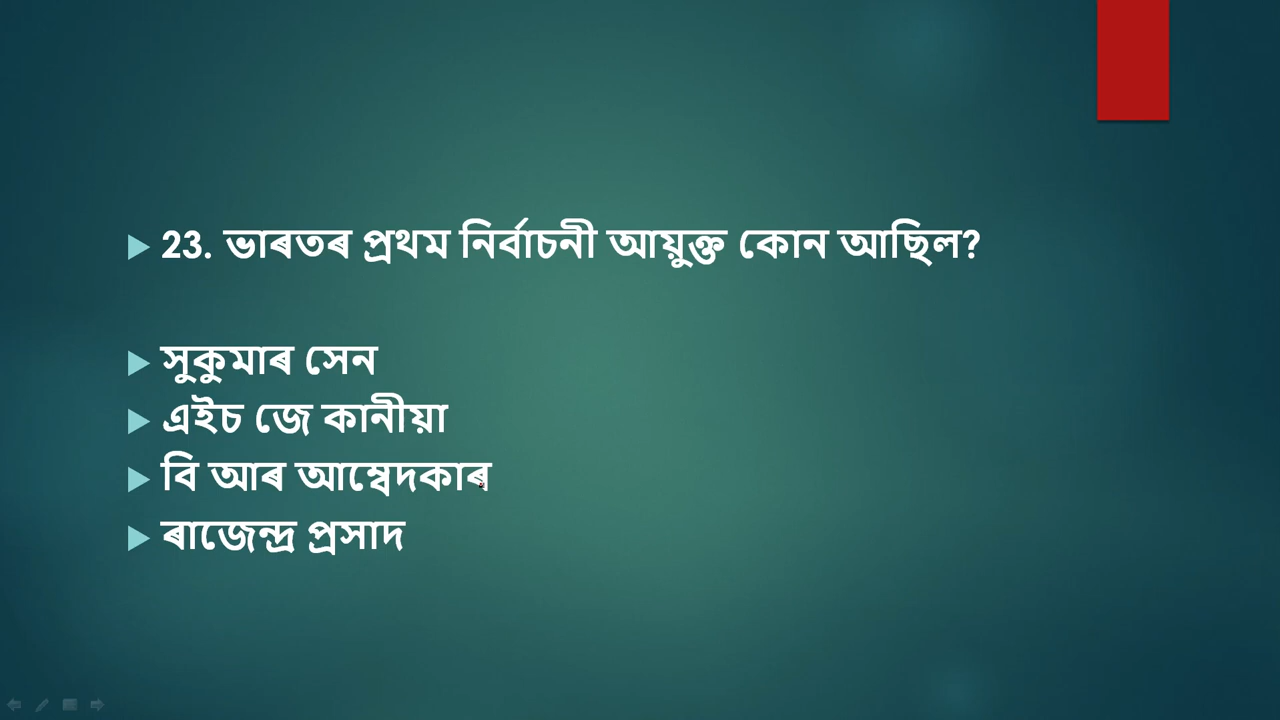 23. ভাৰতৰ প্ৰথম নিৰ্বাচনী আয়ুক্ত কোন আছিল?
সুকুমাৰ সেন
এইচ জে কানীয়া
বি আৰ আম্বেদকাৰ
ৰাজেন্দ্ৰ প্ৰসাদ